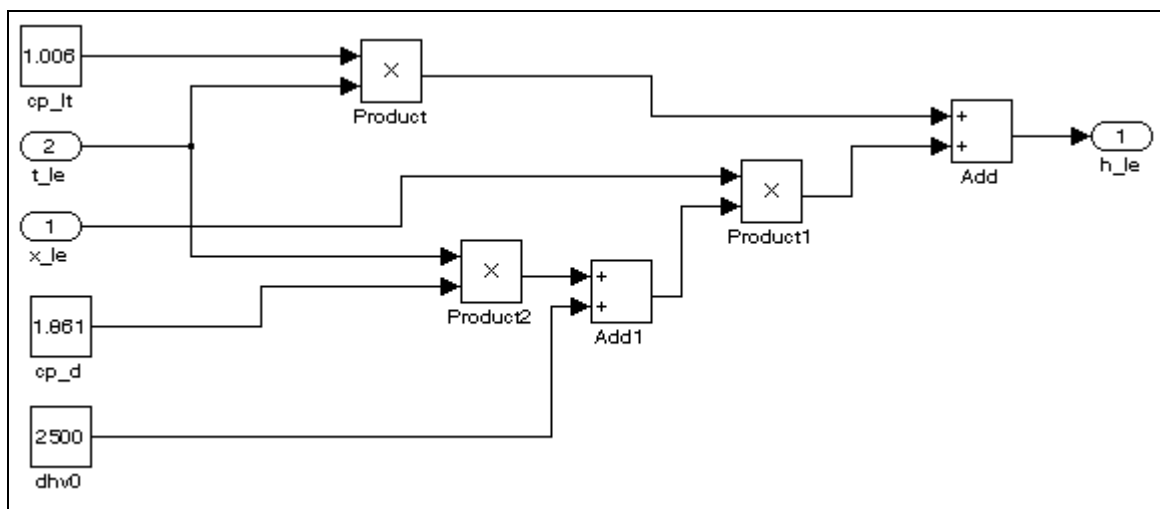 1.006
cp_lt
×
Product
2
t_le
1
x_le
×
Product1
+
+
Add
1
h_le
×
Product2
+
+
Add1
1.861
cp_d
2500
dhv0